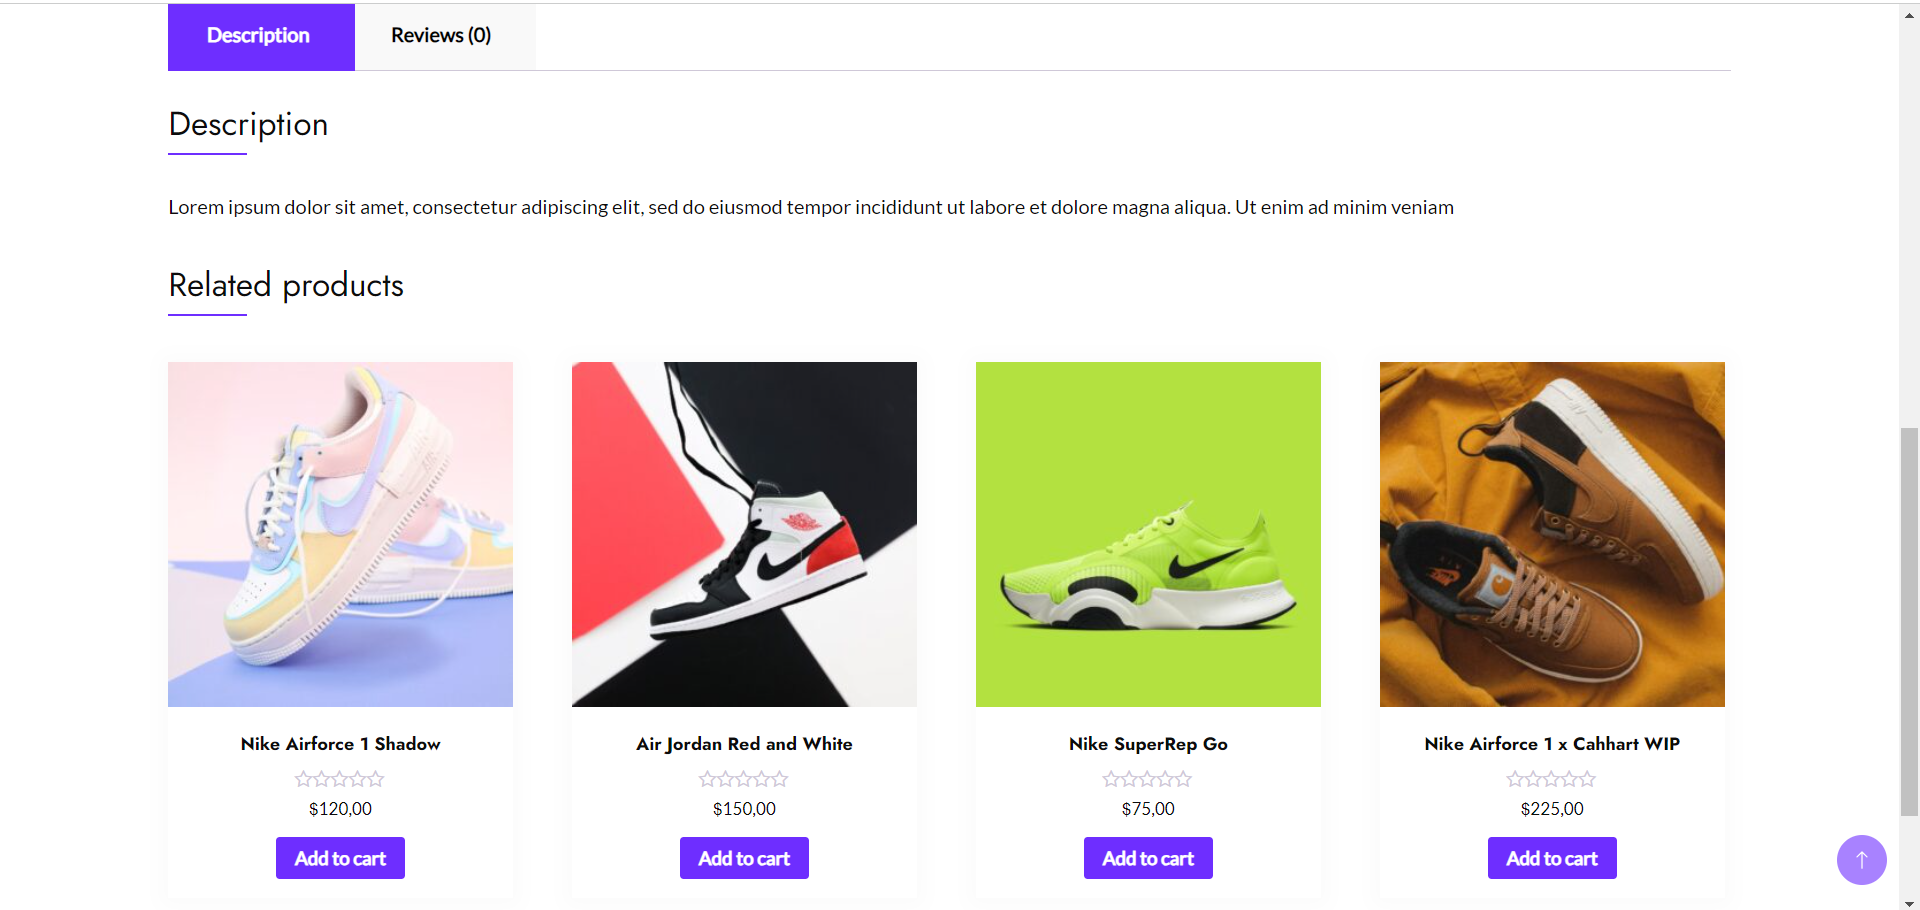 Description
Reviews (0)
Description
Lorem ipsum dolor sit amet, consectetur adipiscing elit, sed do eiusmod tempor incididunt ut labore et dolore magna aliqua. Ut enim ad minim veniam
Related products
Nike Airforce 1 Shadow
$120,00
Add to cart
Air Jordan Red and White
$150,00
Add to cart
Nike SuperRep Go
$75,00
Add to cart
Nike Airforce 1 x Cahhart WIP
$225,00
Add to cart